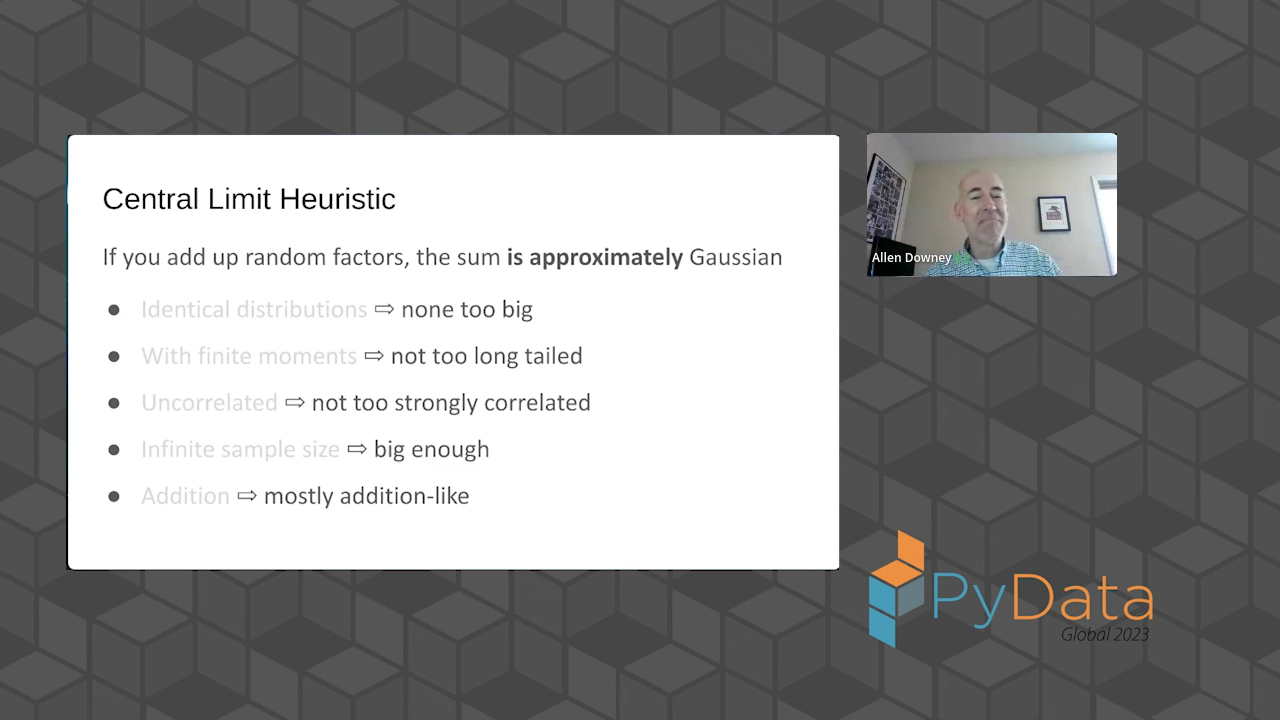 Central Limit Heuristic
If you add up random factors, the sum is approximately Gaussian
● Identical distributions ⇨ none too big
● With finite moments ⇨ not too long tailed
● Uncorrelated ⇨ not too strongly correlated
● Infinite sample size ⇨ big enough
● Addition ⇨ mostly addition-like
Allen Downey
PyData
Global 2023